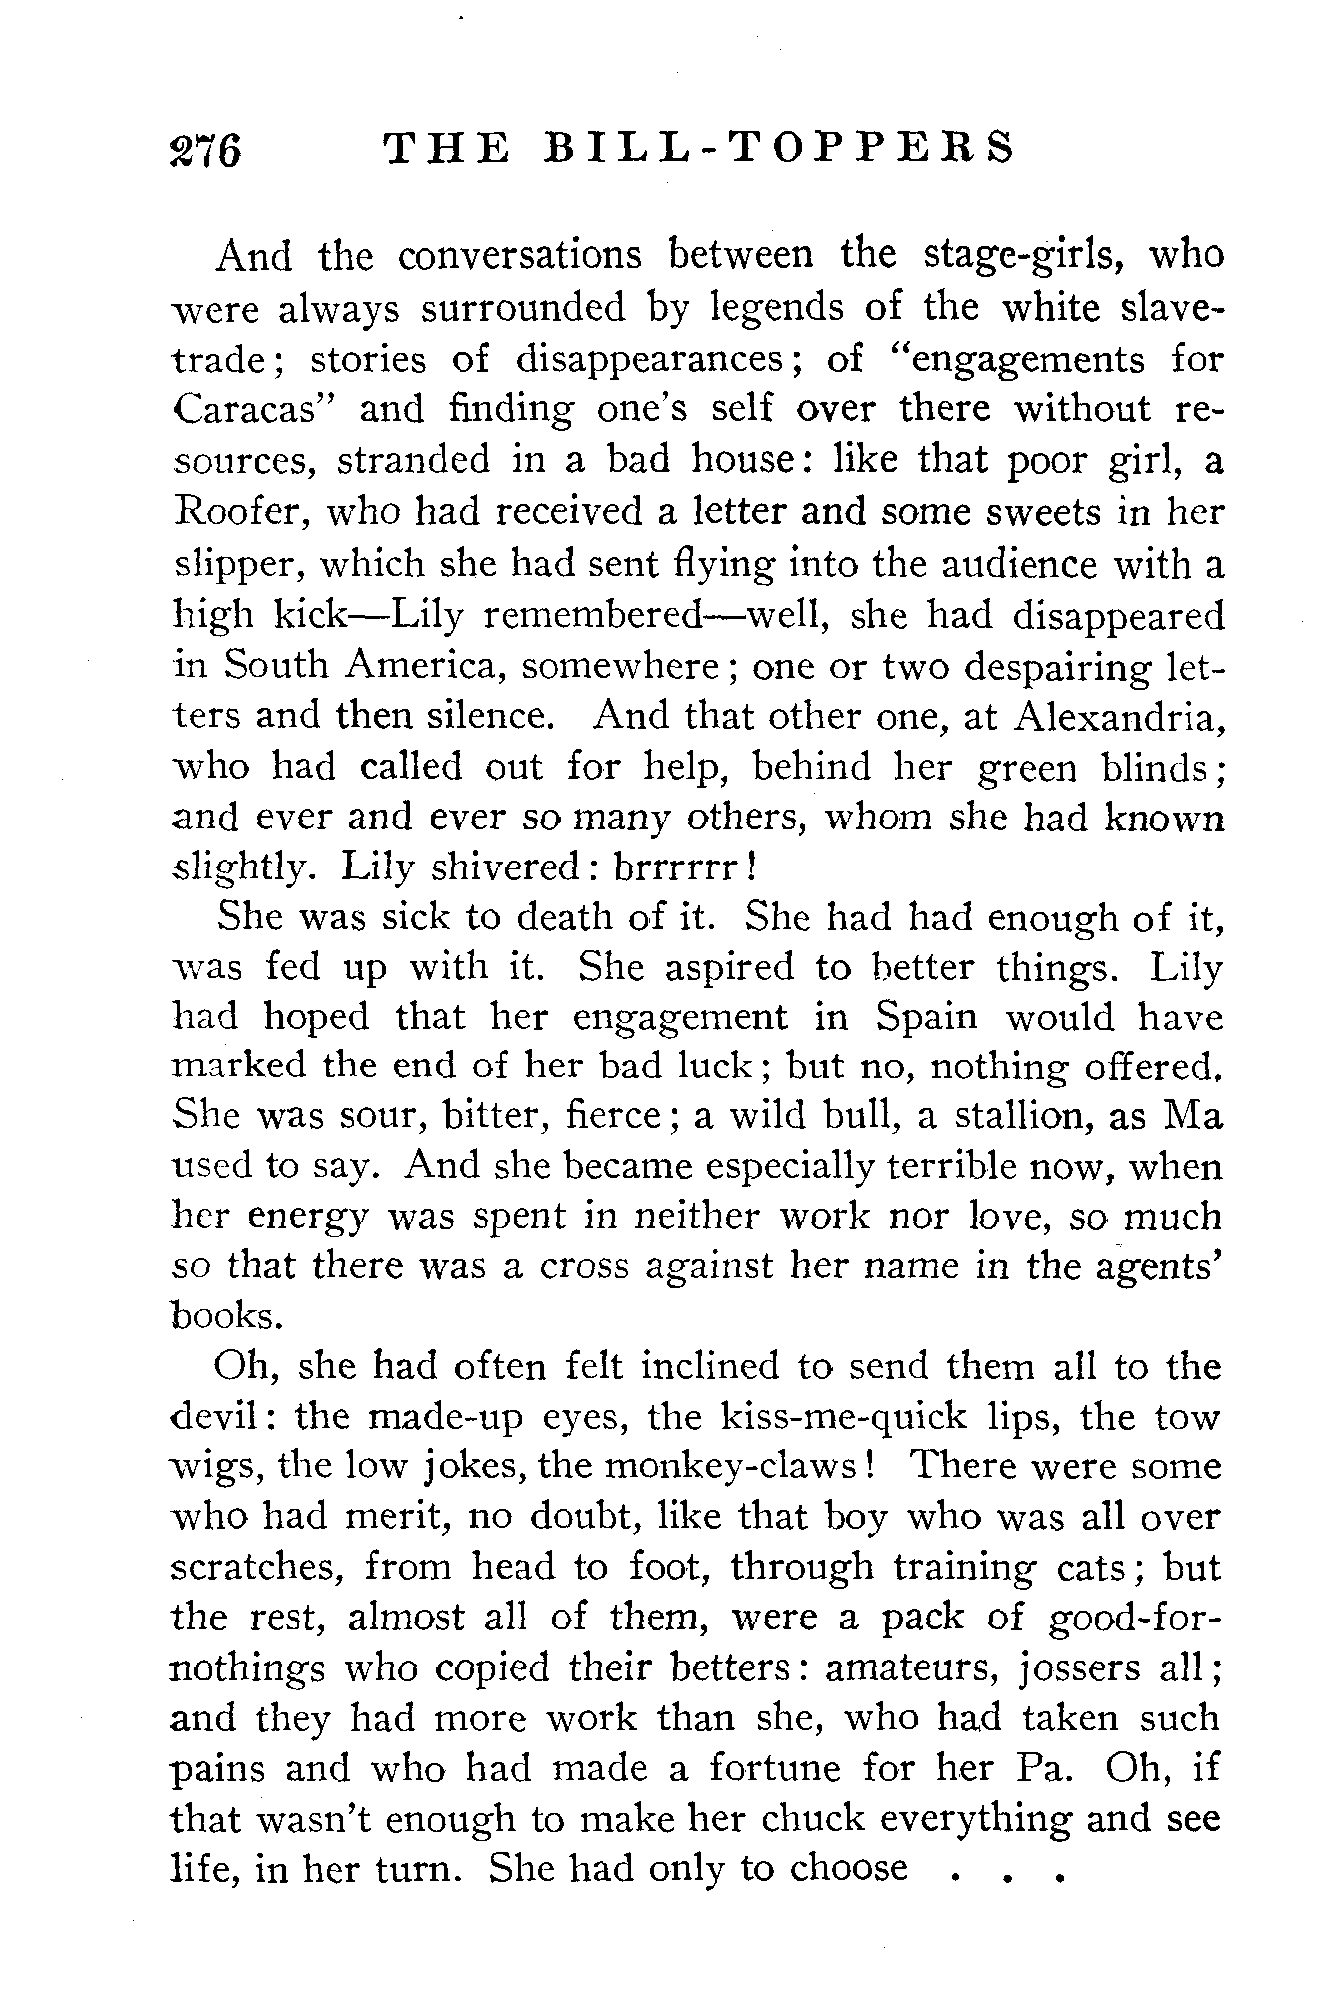 276 THE BILL-TOPPERS
And the conversations between the stage-girls, who
were always surrounded by legends of the white slave-
trade; stories of disappearances; of “engagements for
Caracas” and finding one’s self over there without re-
sources, stranded in a bad house: like that poor girl, a
Roofer, who had received a letter and some sweets in her
slipper, which she had sent flying into the audience with a
high kick—Lily remembered—well, she had disappeared
in South America, somewhere; one or two despairing let-
ters and then silence. And that other one, at Alexandria,
who had called out for help, behind her green blinds;
and ever and ever so many others, whom she had known
slightly. Lily shivered: brrrrrr!
She was sick to death of it. She had had enough of it,
was fed up with it. She aspired to better things. Lily
had hoped that her engagement in Spain would have
marked the end of her bad luck; but no, nothing offered.
She was sour, bitter, fierce; a wild bull, a stallion, as Ma
used to say. And she became especially terrible now, when
her energy was spent in neither work nor love, so much
so that there was a cross against her name in the agents’
books.
Oh, she had often felt inclined to send them all to the
devil: the made-up eyes, the kiss-me-quick lips, the tow
wigs, the low jokes, the monkey-claws! There were some
who had merit, no doubt, like that boy who was all over
scratches, from head to foot, through training cats; but
the rest, almost all of them, were a pack of good-for-
nothings who copied their betters: amateurs, jossers all;
and they had more work than she, who had taken such
pains and who had made a fortune for her Pa. Oh, if
that wasn’t enough to make her chuck everything and see
life, in her turn. She had only to choose . . .